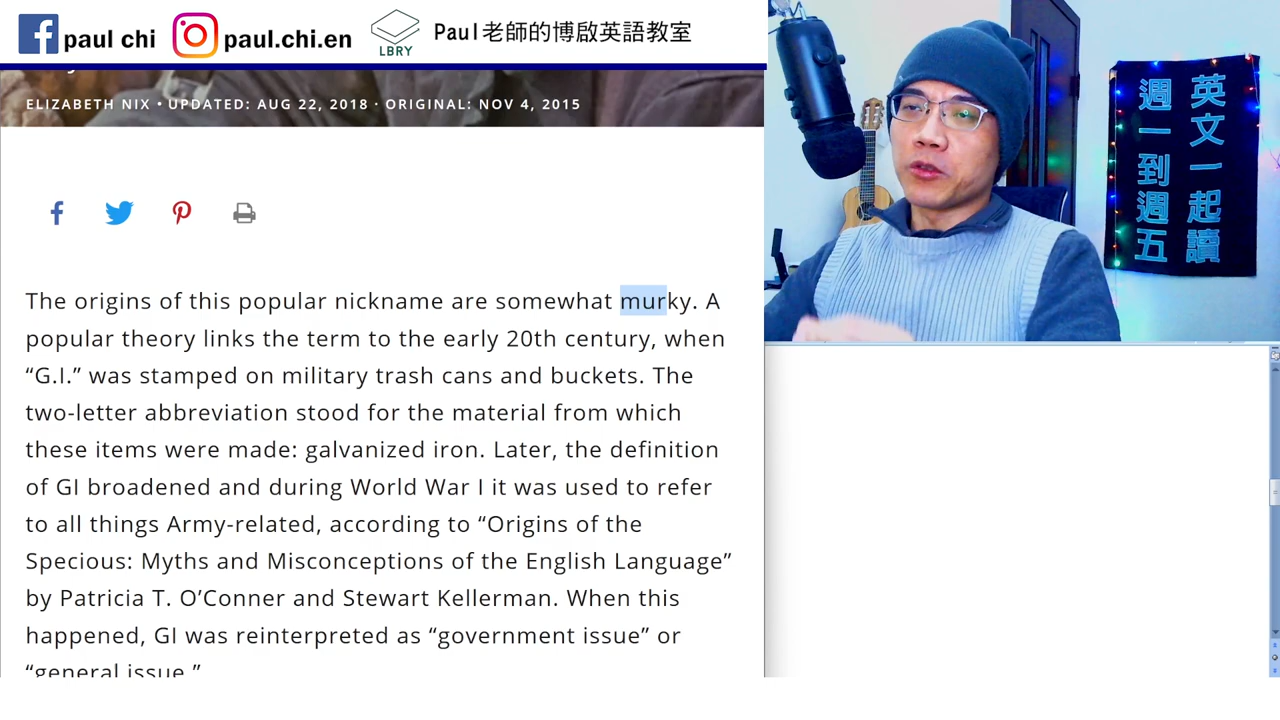 paul chi
paul.chi.en
LBRY
Paul老師的博啟英語教室
ELIZABETH NIX • UPDATED: AUG 22, 2018 · ORIGINAL: NOV 4, 2015
The origins of this popular nickname are somewhat murky. A
popular theory links the term to the early 20th century, when
“G.I.” was stamped on military trash cans and buckets. The
two-letter abbreviation stood for the material from which
these items were made: galvanized iron. Later, the definition
of GI broadened and during World War I it was used to refer
to all things Army-related, according to “Origins of the
Specious: Myths and Misconceptions of the English Language”
by Patricia T. O’Conner and Stewart Kellerman. When this
happened, GI was reinterpreted as “government issue” or
“general issue.”
英文一起讀
週一到週五